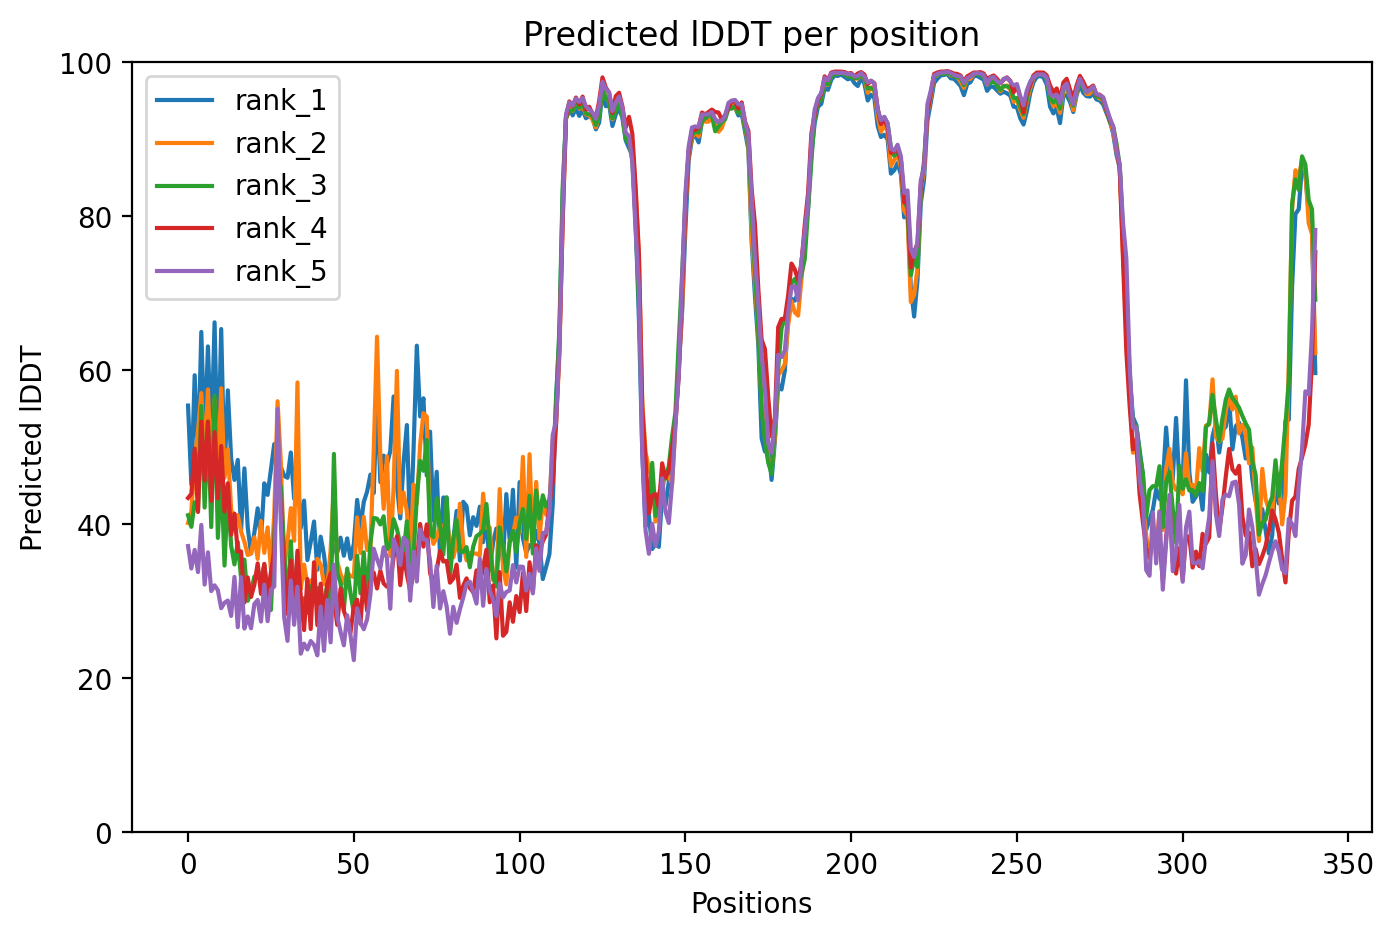 Predicted lDDT per position
100
80
60
40
20
0
Predicted lDDT
rank_1
rank_2
rank_3
rank_4
rank_5
0 50 100 150 200 250 300 350
Positions